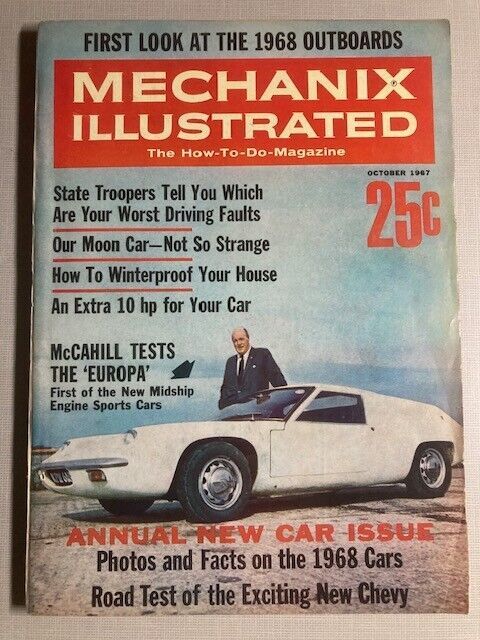 FIRST LOOK AT THE 1968 OUTBOARDS
MECHANIX
ILLUSTRATED
The How-To-Do-Magazine
OCTOBER 1967
25c
State Troopers Tell You Which
Are Your Worst Driving Faults
Our Moon Car—Not So Strange
How To Winterproof Your House
An Extra 10 hp for Your Car
McCAHILL TESTS
THE 'EUROPA'
First of the New Midship
Engine Sports Cars
ANNUAL NEW CAR ISSUE
Photos and Facts on the 1968 Cars
Road Test of the Exciting New Chevy